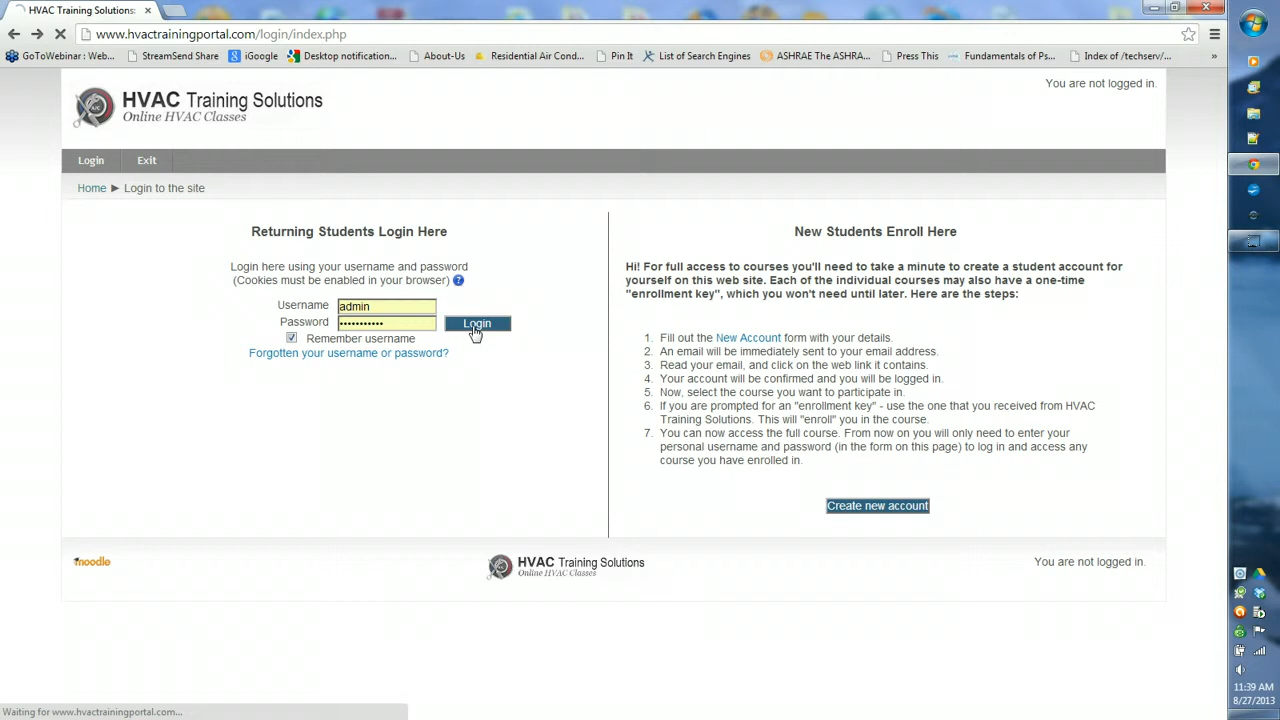 HVAC Training Solutions:
www.hvactrainingportal.com/login/index.php
GoToWebinar : Web...
StreamSend Share
iGoogle
Desktop notification...
About-Us
Residential Air Cond...
Pin It
List of Search Engines
ASHRAE The ASHRA...
Press This
Fundamentals of Ps...
Index of /techserv/...
»
HVAC Training Solutions
Online HVAC Classes
You are not logged in.
Login
Exit
Home ► Login to the site
Returning Students Login Here
Login here using your username and password
(Cookies must be enabled in your browser)
Username
admin
Password
•••••••••••
Login
Remember username
Forgotten your username or password?
New Students Enroll Here
Hi! For full access to courses you'll need to take a minute to create a student account for
yourself on this web site. Each of the individual courses may also have a one-time
"enrollment key", which you won't need until later. Here are the steps:
1. Fill out the New Account form with your details.
2. An email will be immediately sent to your email address.
3. Read your email, and click on the web link it contains.
4. Your account will be confirmed and you will be logged in.
5. Now, select the course you want to participate in.
6. If you are prompted for an "enrollment key" - use the one that you received from HVAC
Training Solutions. This will "enroll" you in the course.
7. You can now access the full course. From now on you will only need to enter your
personal username and password (in the form on this page) to log in and access any
course you have enrolled in.
Create new account
moodle
HVAC Training Solutions
Online HVAC Classes
You are not logged in.
Waiting for www.hvactrainingportal.com...
11:39 AM
8/27/2013